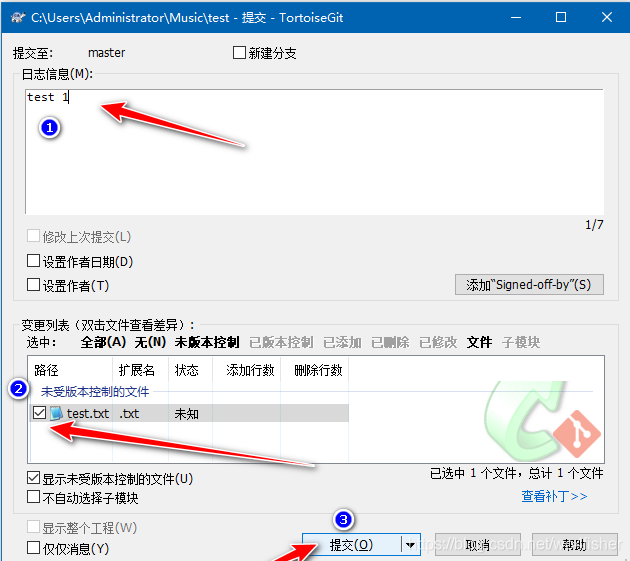 C:\Users\Administrator\Music\test - 提交 - TortoiseGit
提交至: master 新建分支
日志信息(M):
test 1
1
1/7
修改上次提交(L)
设置作者日期(D)
设置作者(T) 添加"Signed-off-by"(S)
变更列表（双击文件查看差异）:
选中: 全部(A) 无(N) 未版本控制 已版本控制 已添加 已删除 已修改 文件 子模块
路径 扩展名 状态 添加行数 删除行数
2
未受版本控制的文件
test.txt .txt 未知
显示未受版本控制的文件(U) 已选中 1 个文件，总计 1 个文件
不自动选择子模块 查看补丁>>
显示整个工程(W)
3
仅仅消息(Y) 提交(O) 取消 帮助